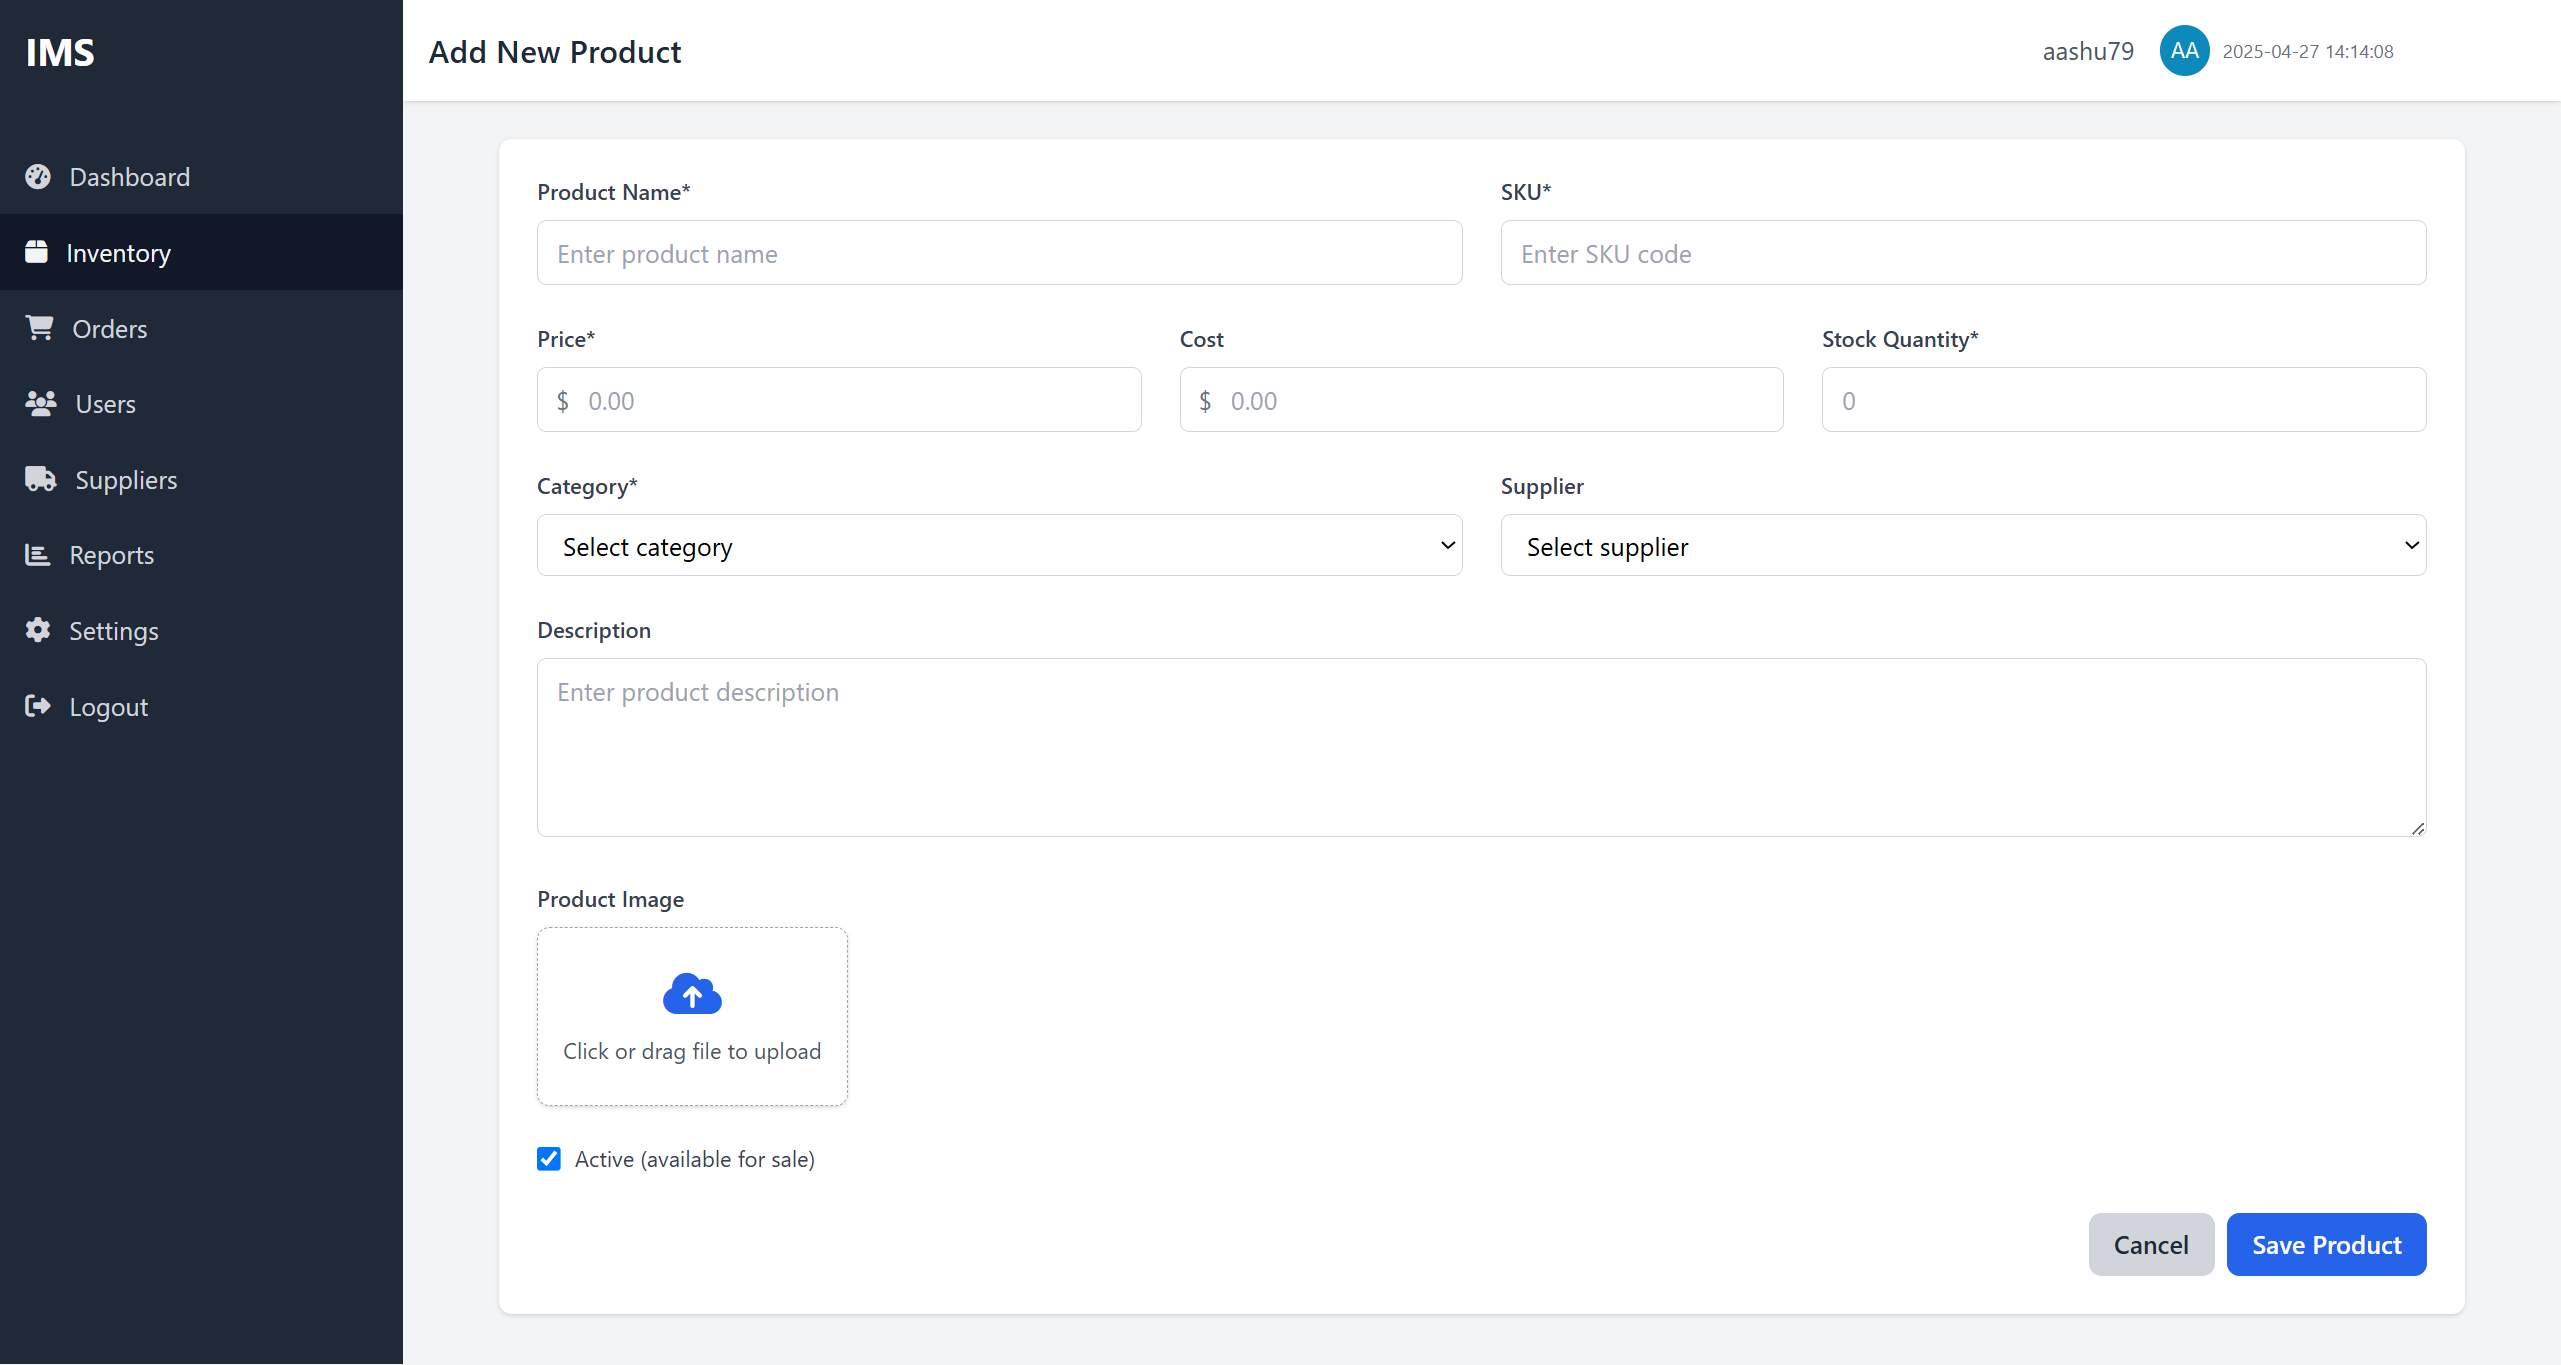 IMS
Dashboard
Inventory
Orders
Users
Suppliers
Reports
Settings
Logout
Add New Product
aashu79 AA 2025-04-27 14:14:08
Product Name* SKU*
Enter product name Enter SKU code
Price* Cost Stock Quantity*
$ 0.00 $ 0.00 0
Category* Supplier
Select category Select supplier
Description
Enter product description
Product Image
Click or drag file to upload
Active (available for sale)
Cancel Save Product